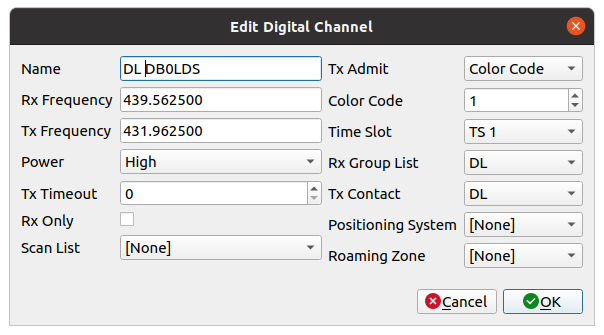 Edit Digital Channel
Name DL DB0LDS
Rx Frequency 439.562500
Tx Frequency 431.962500
Power High
Tx Timeout 0
Rx Only
Scan List [None]
Tx Admit Color Code
Color Code 1
Time Slot TS 1
Rx Group List DL
Tx Contact DL
Positioning System [None]
Roaming Zone [None]
Cancel OK